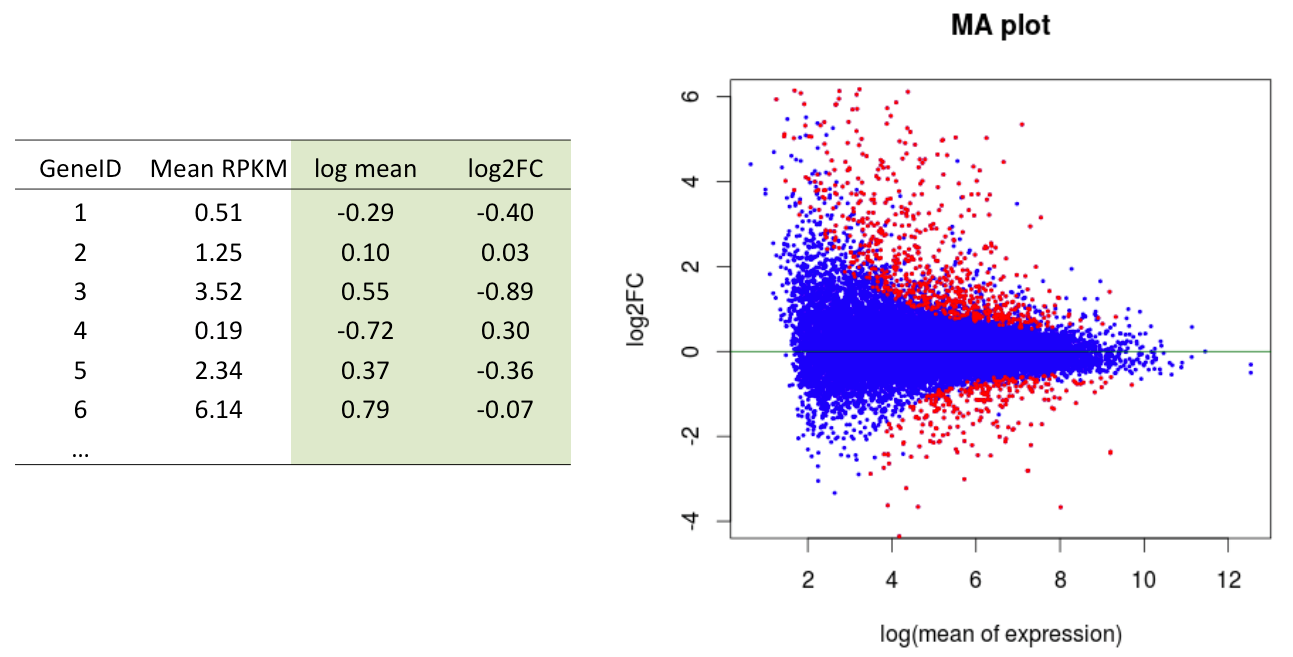 GeneID Mean RPKM log mean log2FC
1 0.51 -0.29 -0.40
2 1.25 0.10 0.03
3 3.52 0.55 -0.89
4 0.19 -0.72 0.30
5 2.34 0.37 -0.36
6 6.14 0.79 -0.07
...
MA plot
log2FC
6
4
2
0
-2
-4
2 4 6 8 10 12
log(mean of expression)